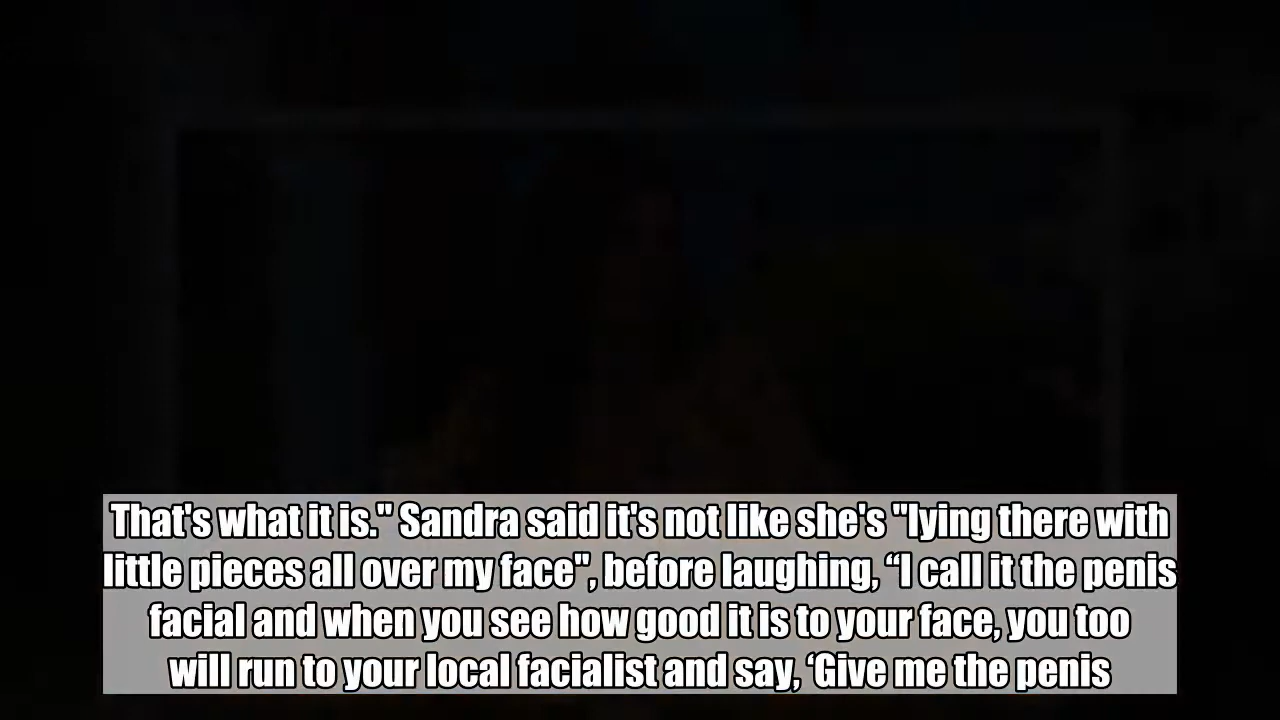 That's what it is." Sandra said it's not like she's "lying there with
little pieces all over my face", before laughing, “I call it the penis
facial and when you see how good it is to your face, you too
will run to your local facialist and say, ‘Give me the penis